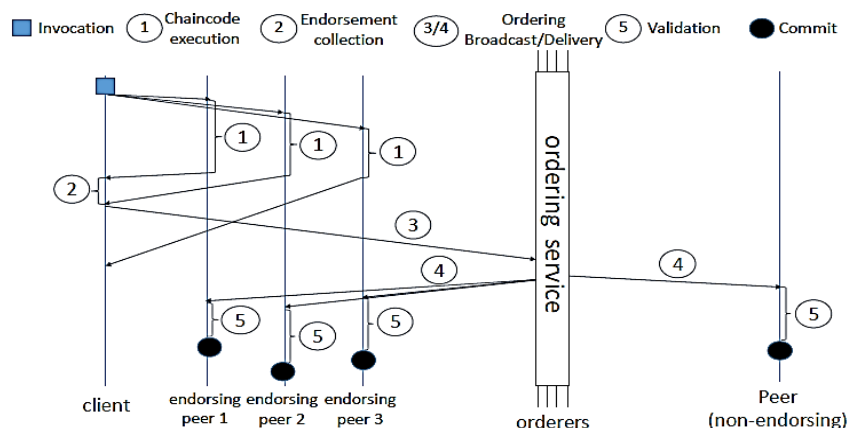 Invocation
1
Chaincode
execution
2
Endorsement
collection
3/4
Ordering
Broadcast/Delivery
5
Validation
Commit
1
1
1
2
3
4
4
5
5
5
5
ordering service
client
endorsing
peer 1
endorsing
peer 2
endorsing
peer 3
orderers
Peer
(non-endorsing)